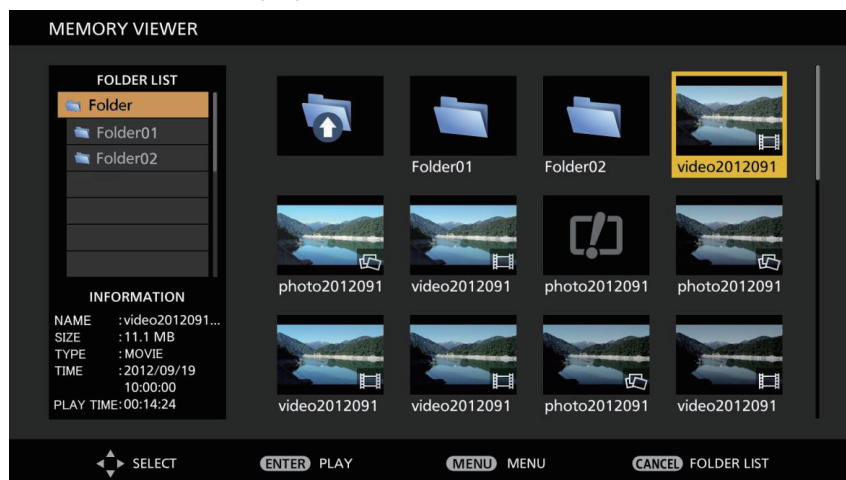 MEMORY VIEWER
FOLDER LIST
Folder
Folder01
Folder02
INFORMATION
NAME :video2012091...
SIZE :11.1 MB
TYPE :MOVIE
TIME :2012/09/19
10:00:00
PLAY TIME:00:14:24
Folder01 Folder02 video2012091
photo2012091 video2012091 photo2012091 photo2012091
video2012091 video2012091 photo2012091 video2012091
SELECT ENTER PLAY MENU MENU CANCEL FOLDER LIST